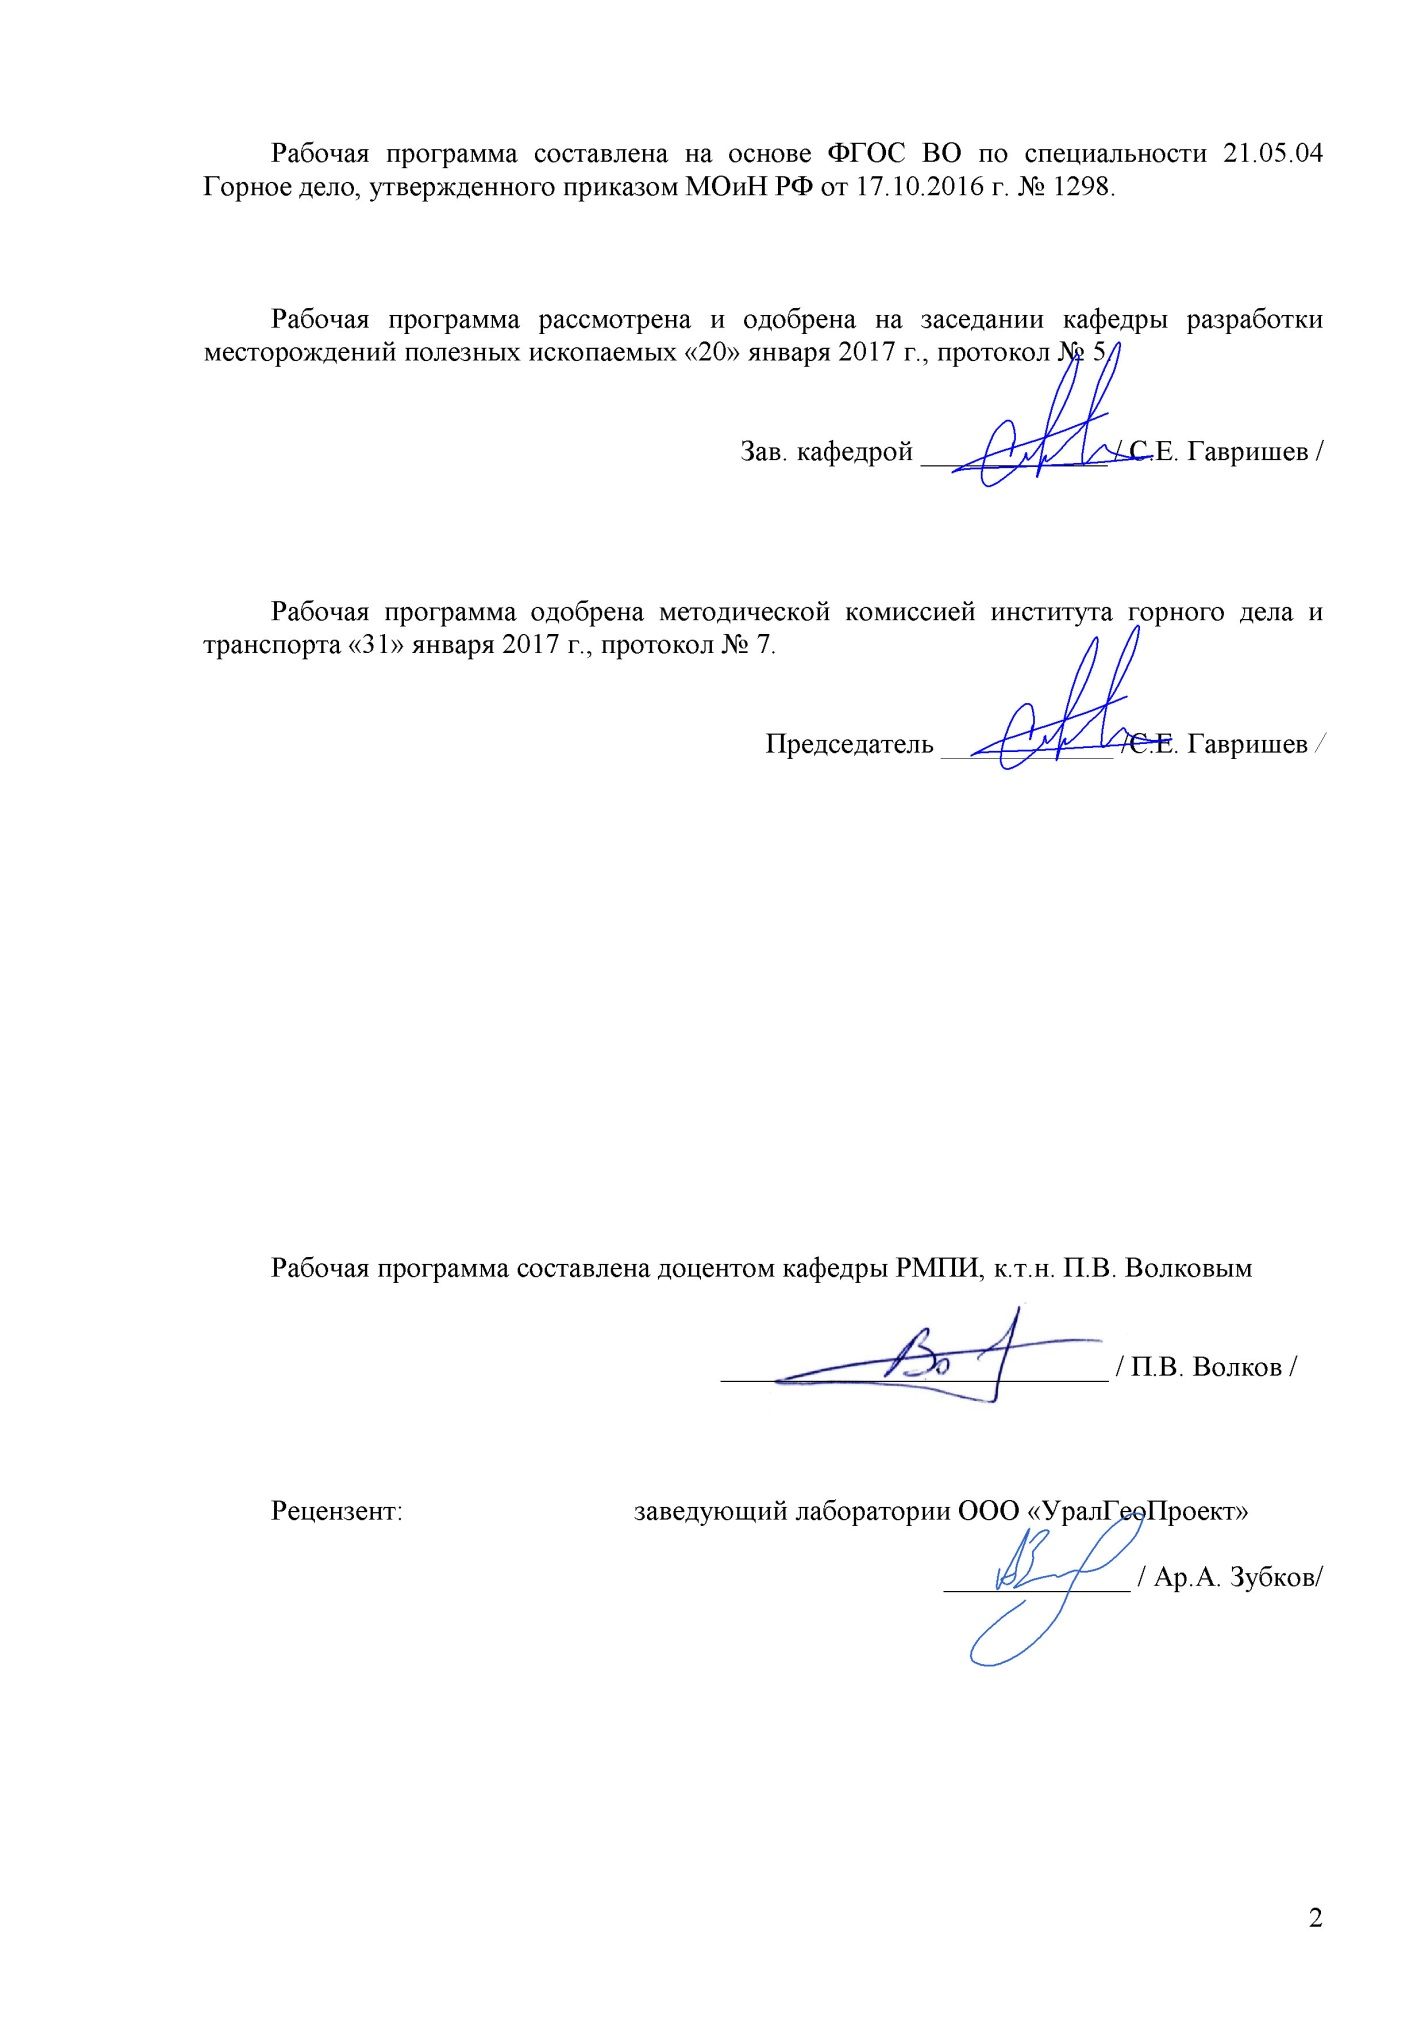 Рабочая программа составлена на основе ФГОС ВО по специальности 21.05.04
Горное дело, утвержденного приказом МОиН РФ от 17.10.2016 г. № 1298.
Рабочая программа рассмотрена и одобрена на заседании кафедры разработки
месторождений полезных ископаемых «20» января 2017 г., протокол № 5.
Зав. кафедрой _____________ / С.Е. Гавришев /
Рабочая программа одобрена методической комиссией института горного дела и
транспорта «31» января 2017 г., протокол № 7.
Председатель ____________ /С.Е. Гавришев /
Рабочая программа составлена доцентом кафедры РМПИ, к.т.н. П.В. Волковым
___________________________ / П.В. Волков /
Рецензент: заведующий лаборатории ООО «УралГеоПроект»
_____________ / Ар.А. Зубков/
2